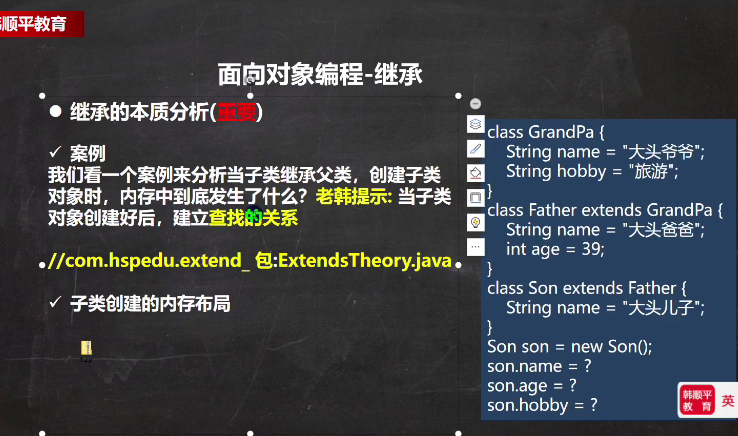 韩顺平教育
面向对象编程-继承
继承的本质分析(重要)
案例
我们看一个案例来分析当子类继承父类，创建子类
对象时，内存中到底发生了什么？老韩提示: 当子类
对象创建好后，建立查找的关系
//com.hspedu.extend_ 包:ExtendsTheory.java
子类创建的内存布局
class GrandPa {
String name = "大头爷爷";
String hobby = "旅游";
}
class Father extends GrandPa {
String name = "大头爸爸";
int age = 39;
}
class Son extends Father {
String name = "大头儿子";
}
Son son = new Son();
son.name = ?
son.age = ?
son.hobby = ?
韩顺平
教育
英